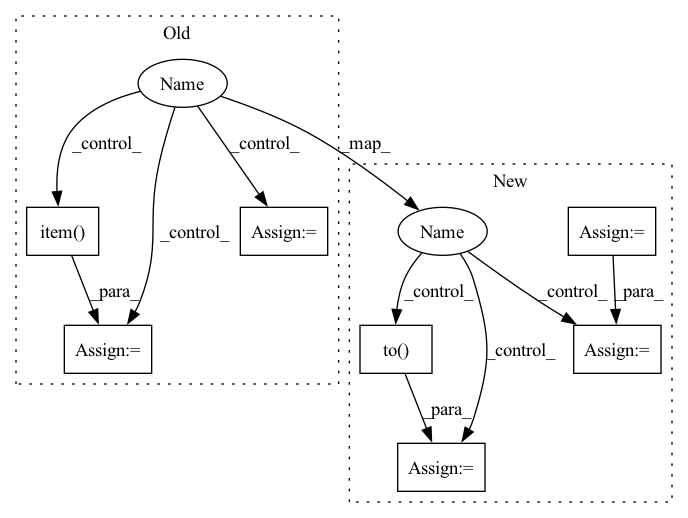 Old
Name
_control_
_control_
_map_
New
_control_
item()
Assign:=
Name
Assign:=
_para_
_control_
_control_
_para_
Assign:=
to()
_control_
Assign:=
_para_
Assign:=